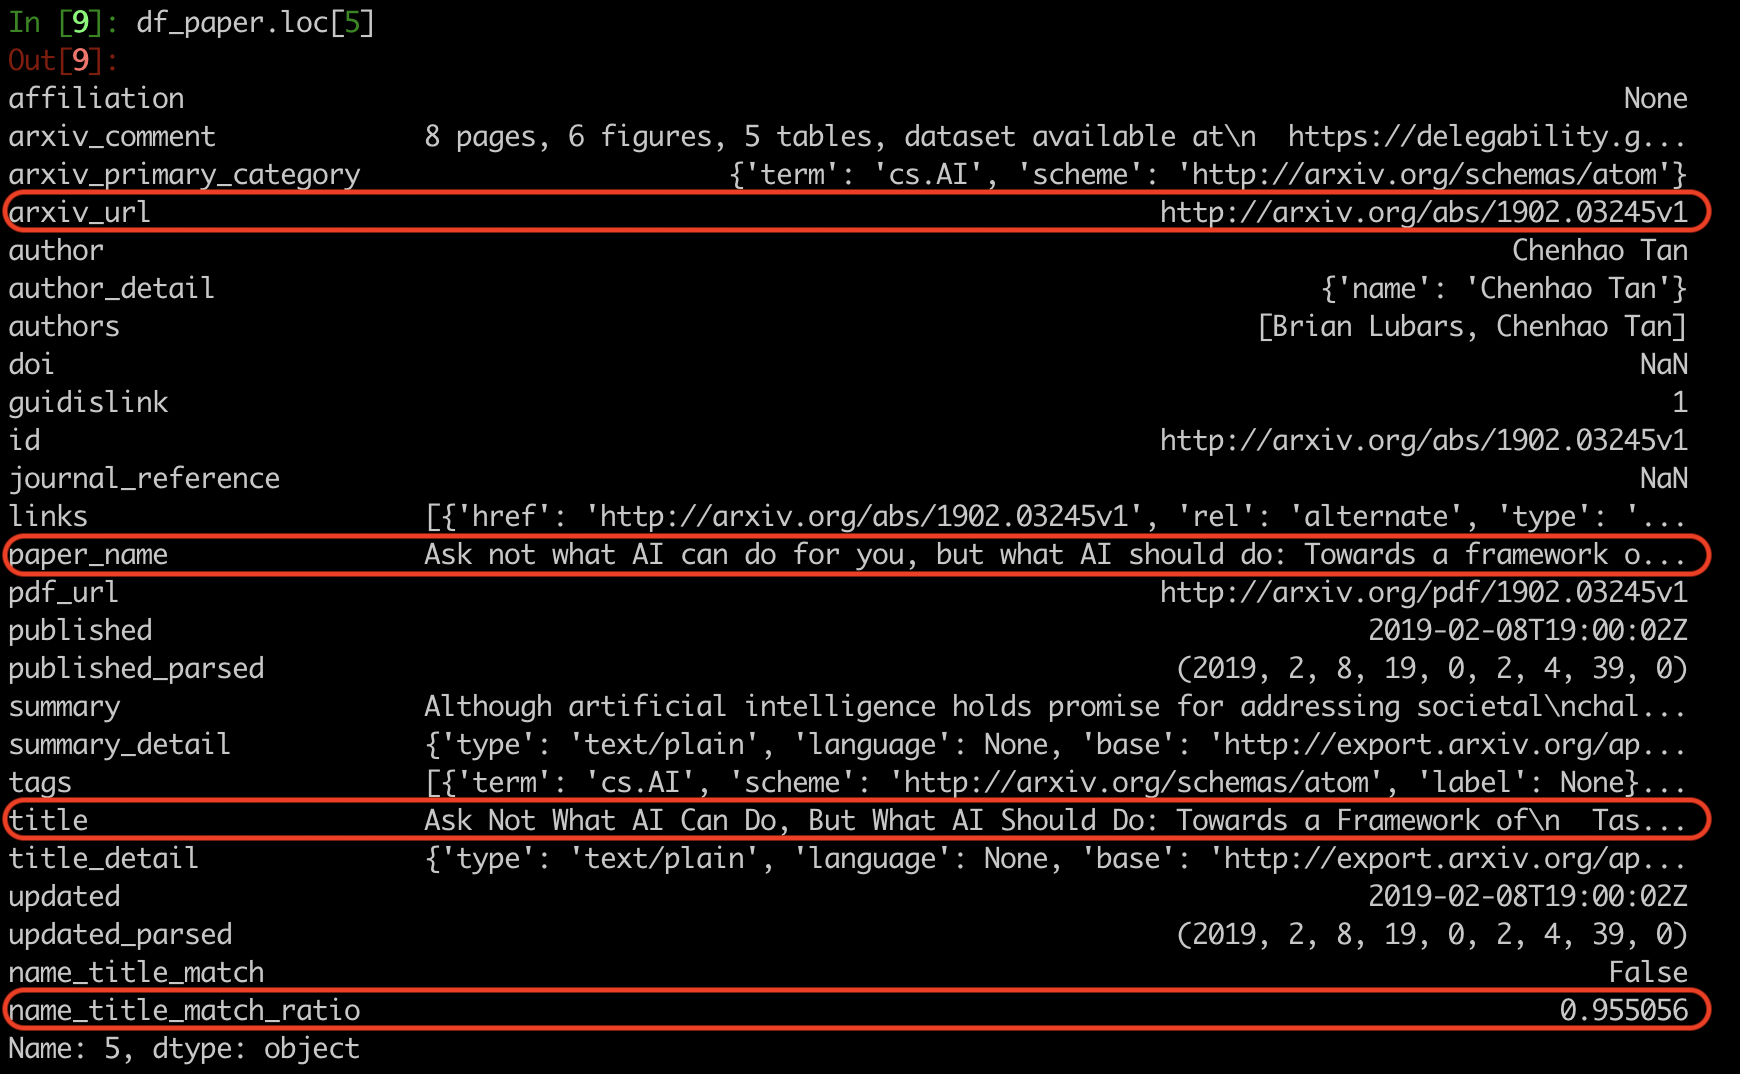 In [9]: df_paper.loc[5]
Out[9]:
affiliation None
arxiv_comment 8 pages, 6 figures, 5 tables, dataset available at\n  https://delegability.g...
arxiv_primary_category {'term': 'cs.AI', 'scheme': 'http://arxiv.org/schemas/atom'}
arxiv_url http://arxiv.org/abs/1902.03245v1
author Chenhao Tan
author_detail {'name': 'Chenhao Tan'}
authors [Brian Lubars, Chenhao Tan]
doi NaN
guidislink 1
id http://arxiv.org/abs/1902.03245v1
journal_reference NaN
links [{'href': 'http://arxiv.org/abs/1902.03245v1', 'rel': 'alternate', 'type': '...
paper_name Ask not what AI can do for you, but what AI should do: Towards a framework o...
pdf_url http://arxiv.org/pdf/1902.03245v1
published 2019-02-08T19:00:02Z
published_parsed (2019, 2, 8, 19, 0, 2, 4, 39, 0)
summary Although artificial intelligence holds promise for addressing societal\nchal...
summary_detail {'type': 'text/plain', 'language': None, 'base': 'http://export.arxiv.org/ap...
tags [{'term': 'cs.AI', 'scheme': 'http://arxiv.org/schemas/atom', 'label': None}...
title Ask Not What AI Can Do, But What AI Should Do: Towards a Framework of\n  Tas...
title_detail {'type': 'text/plain', 'language': None, 'base': 'http://export.arxiv.org/ap...
updated 2019-02-08T19:00:02Z
updated_parsed (2019, 2, 8, 19, 0, 2, 4, 39, 0)
name_title_match False
name_title_match_ratio 0.955056
Name: 5, dtype: object